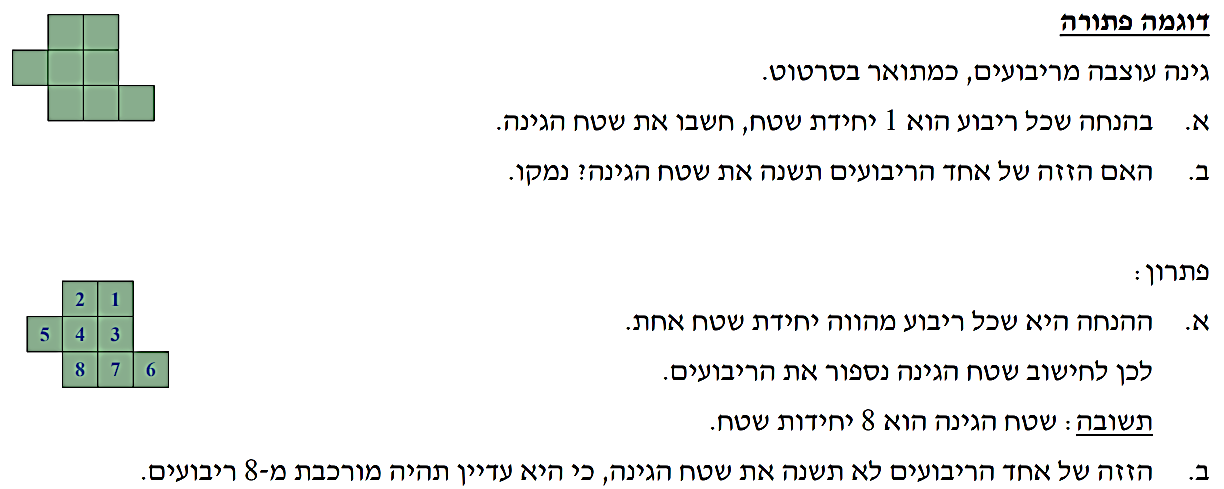 דוגמה פתורה
גינה עוצבה מריבועים, כמתואר בסרטוט.
א. בהנחה שכל ריבוע הוא 1 יחידת שטח, חשבו את שטח הגינה.
ב. האם הזזה של אחד הריבועים תשנה את שטח הגינה? נמקו.
פתרון:
א. ההנחה היא שכל ריבוע מהווה יחידת שטח אחת.
לכן לחישוב שטח הגינה נספור את הריבועים.
תשובה: שטח הגינה הוא 8 יחידות שטח.
ב. הזזה של אחד הריבועים לא תשנה את שטח הגינה, כי היא עדיין תהיה מורכבת מ-8 ריבועים.
2 1
5 4 3
8 7 6